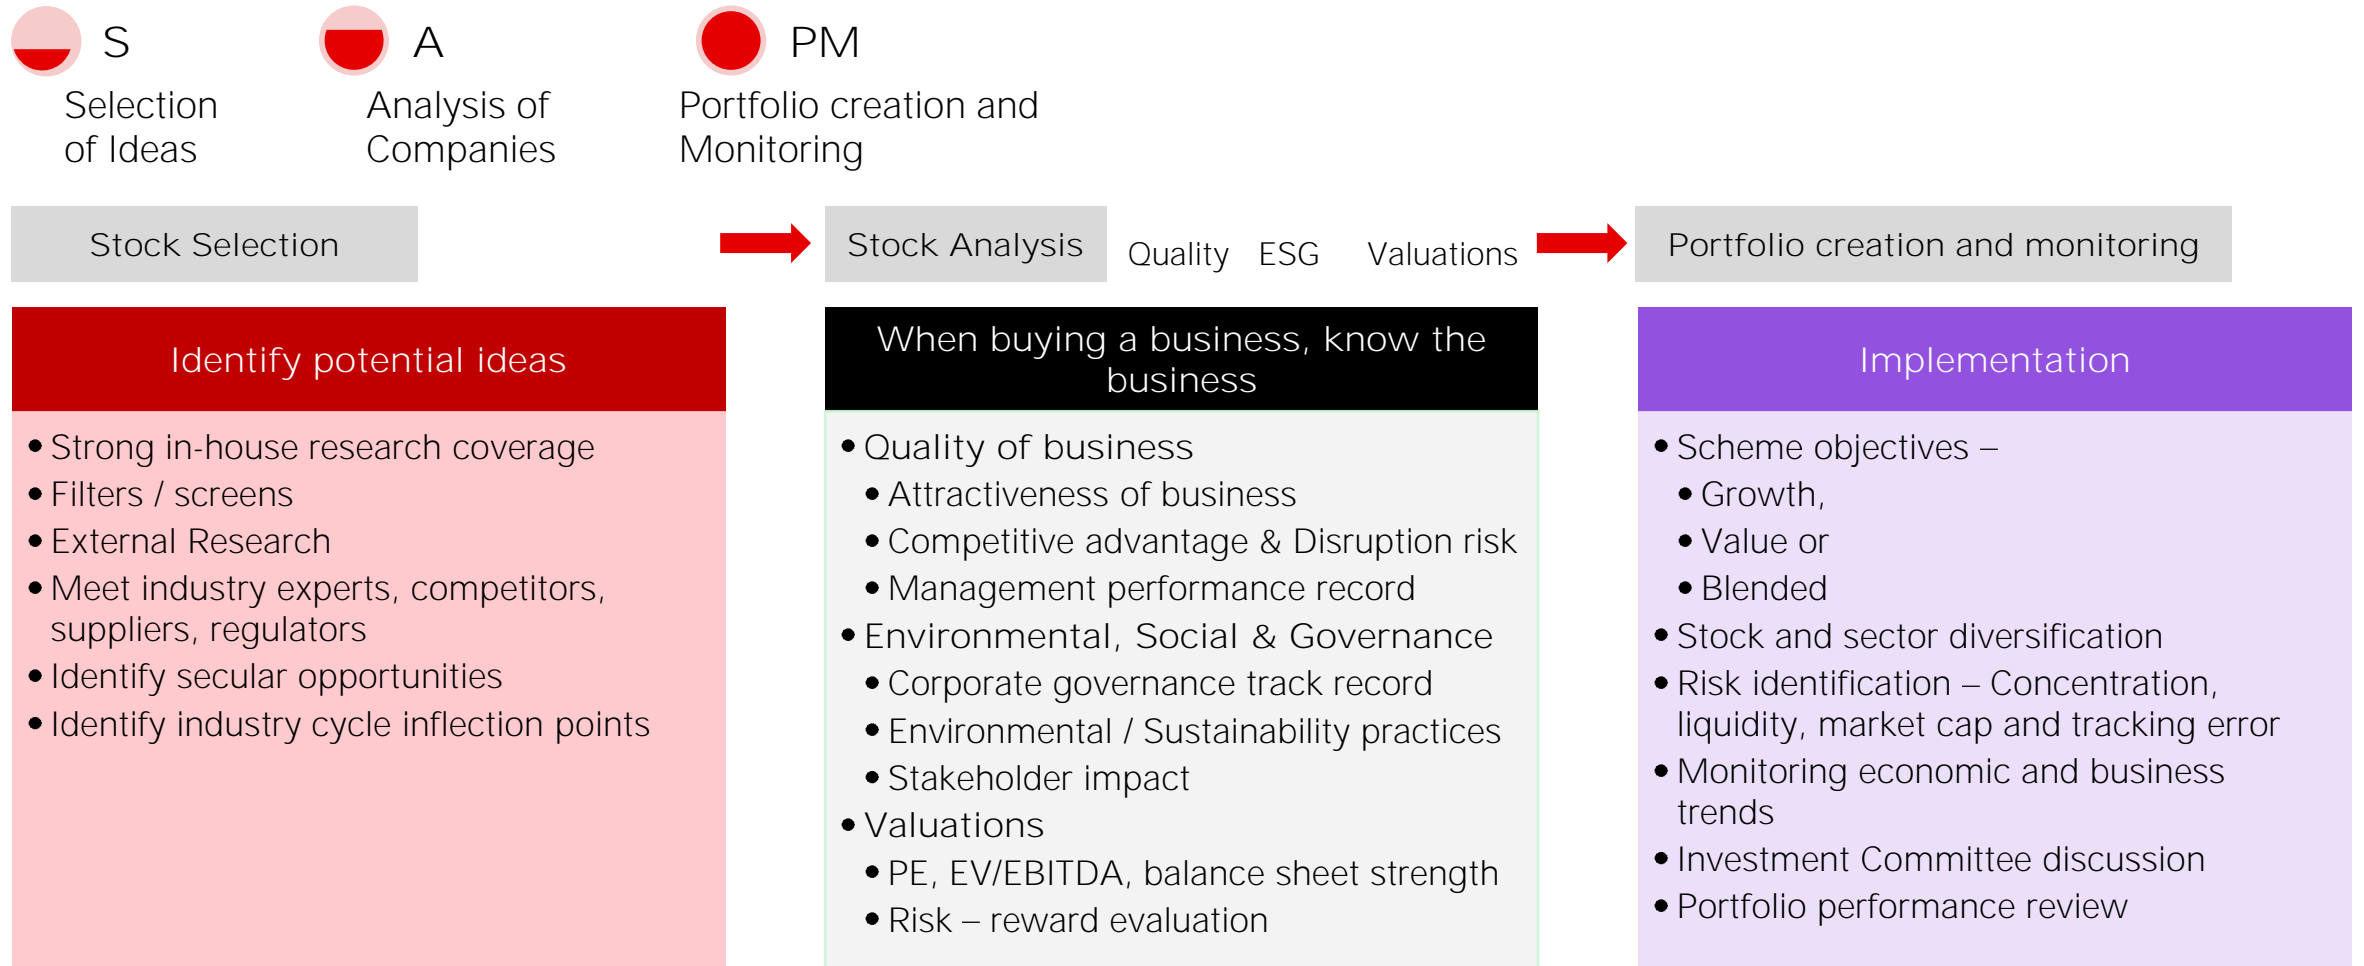 S
Selection
of Ideas
A
Analysis of
Companies
PM
Portfolio creation and
Monitoring
Stock Selection
Stock Analysis
Quality
ESG
Valuations
Portfolio creation and monitoring
Identify potential ideas
• Strong in-house research coverage
• Filters / screens
• External Research
• Meet industry experts, competitors,
suppliers, regulators
• Identify secular opportunities
• Identify industry cycle inflection points
When buying a business, know the
business
• Quality of business
• Attractiveness of business
• Competitive advantage & Disruption risk
• Management performance record
• Environmental, Social & Governance
• Corporate governance track record
• Environmental / Sustainability practices
• Stakeholder impact
• Valuations
• PE, EV/EBITDA, balance sheet strength
• Risk – reward evaluation
Implementation
• Scheme objectives –
• Growth,
• Value or
• Blended
• Stock and sector diversification
• Risk identification – Concentration,
liquidity, market cap and tracking error
• Monitoring economic and business
trends
• Investment Committee discussion
• Portfolio performance review